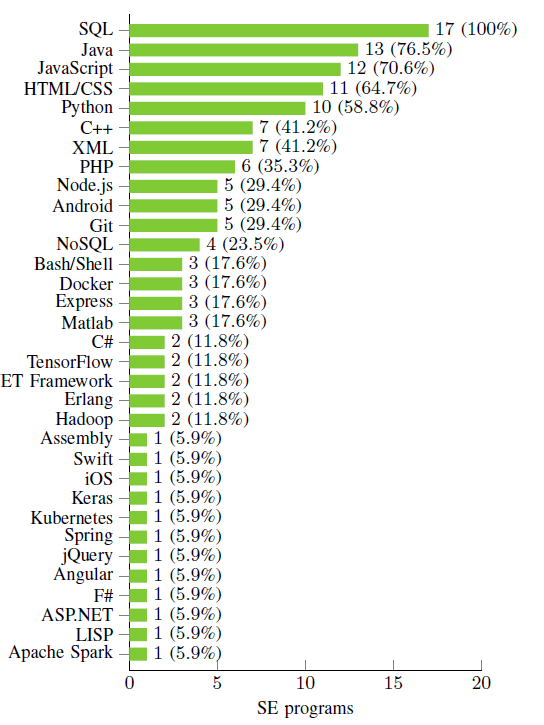 SQL 17 (100%)
Java 13 (76.5%)
JavaScript 12 (70.6%)
HTML/CSS 11 (64.7%)
Python 10 (58.8%)
C++ 7 (41.2%)
XML 7 (41.2%)
PHP 6 (35.3%)
Node.js 5 (29.4%)
Android 5 (29.4%)
Git 5 (29.4%)
NoSQL 4 (23.5%)
Bash/Shell 3 (17.6%)
Docker 3 (17.6%)
Express 3 (17.6%)
Matlab 3 (17.6%)
C# 2 (11.8%)
TensorFlow 2 (11.8%)
ET Framework 2 (11.8%)
Erlang 2 (11.8%)
Hadoop 2 (11.8%)
Assembly 1 (5.9%)
Swift 1 (5.9%)
iOS 1 (5.9%)
Keras 1 (5.9%)
Kubernetes 1 (5.9%)
Spring 1 (5.9%)
jQuery 1 (5.9%)
Angular 1 (5.9%)
F# 1 (5.9%)
ASP.NET 1 (5.9%)
LISP 1 (5.9%)
Apache Spark 1 (5.9%)
0 5 10 15 20
SE programs